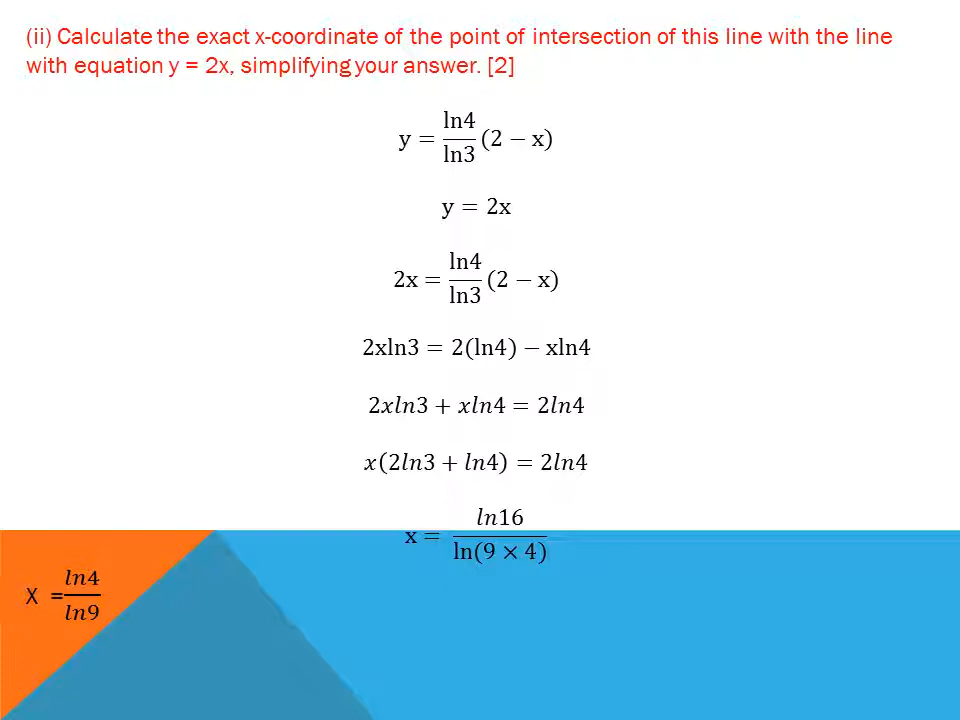 (ii) Calculate the exact x-coordinate of the point of intersection of this line with the line
with equation y = 2x, simplifying your answer. [2]
y = ln4/ln3 (2 − x)
y = 2x
2x = ln4/ln3 (2 − x)
2xln3 = 2(ln4) − xln4
2xln3 + xln4 = 2ln4
x(2ln3 + ln4) = 2ln4
x = ln16/ln(9 × 4)
X = ln4/ln9